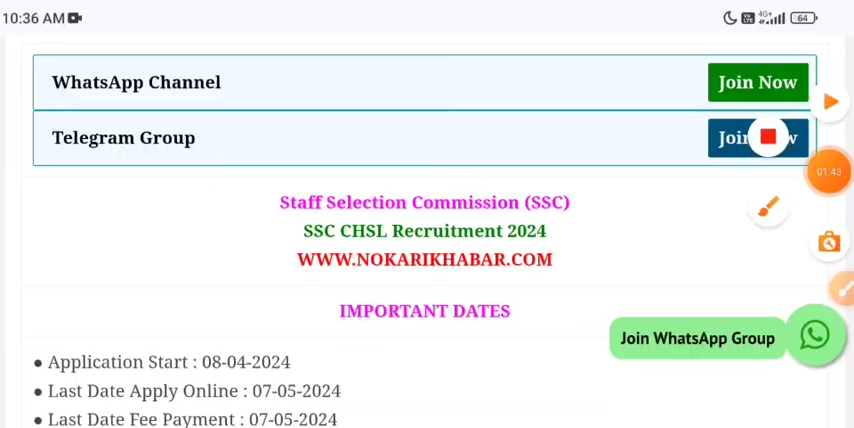 10:36 AM
4G+
64
WhatsApp Channel
Join Now
Telegram Group
01:43
Staff Selection Commission (SSC)
SSC CHSL Recruitment 2024
WWW.NOKARIKHABAR.COM
IMPORTANT DATES
Join WhatsApp Group
● Application Start : 08-04-2024
● Last Date Apply Online : 07-05-2024
● Last Date Fee Payment : 07-05-2024